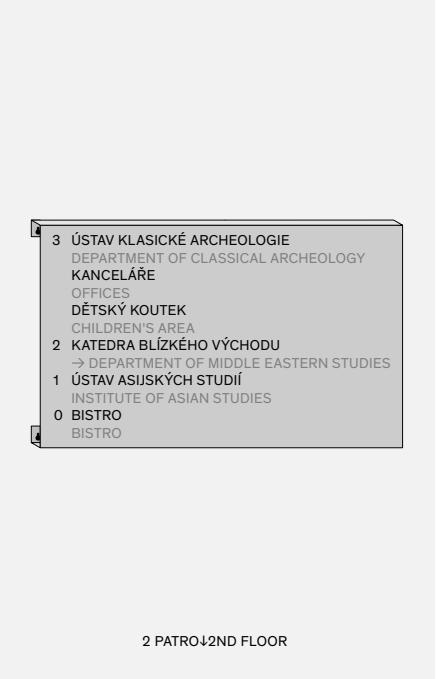 3 ÚSTAV KLASICKÉ ARCHEOLOGIE
DEPARTMENT OF CLASSICAL ARCHEOLOGY
KANCELÁŘE
OFFICES
DĚTSKÝ KOUTEK
CHILDREN'S AREA
2 KATEDRA BLÍZKÉHO VÝCHODU
→ DEPARTMENT OF MIDDLE EASTERN STUDIES
1 ÚSTAV ASIJSKÝCH STUDIÍ
INSTITUTE OF ASIAN STUDIES
0 BISTRO
BISTRO
2 PATRO↓2ND FLOOR